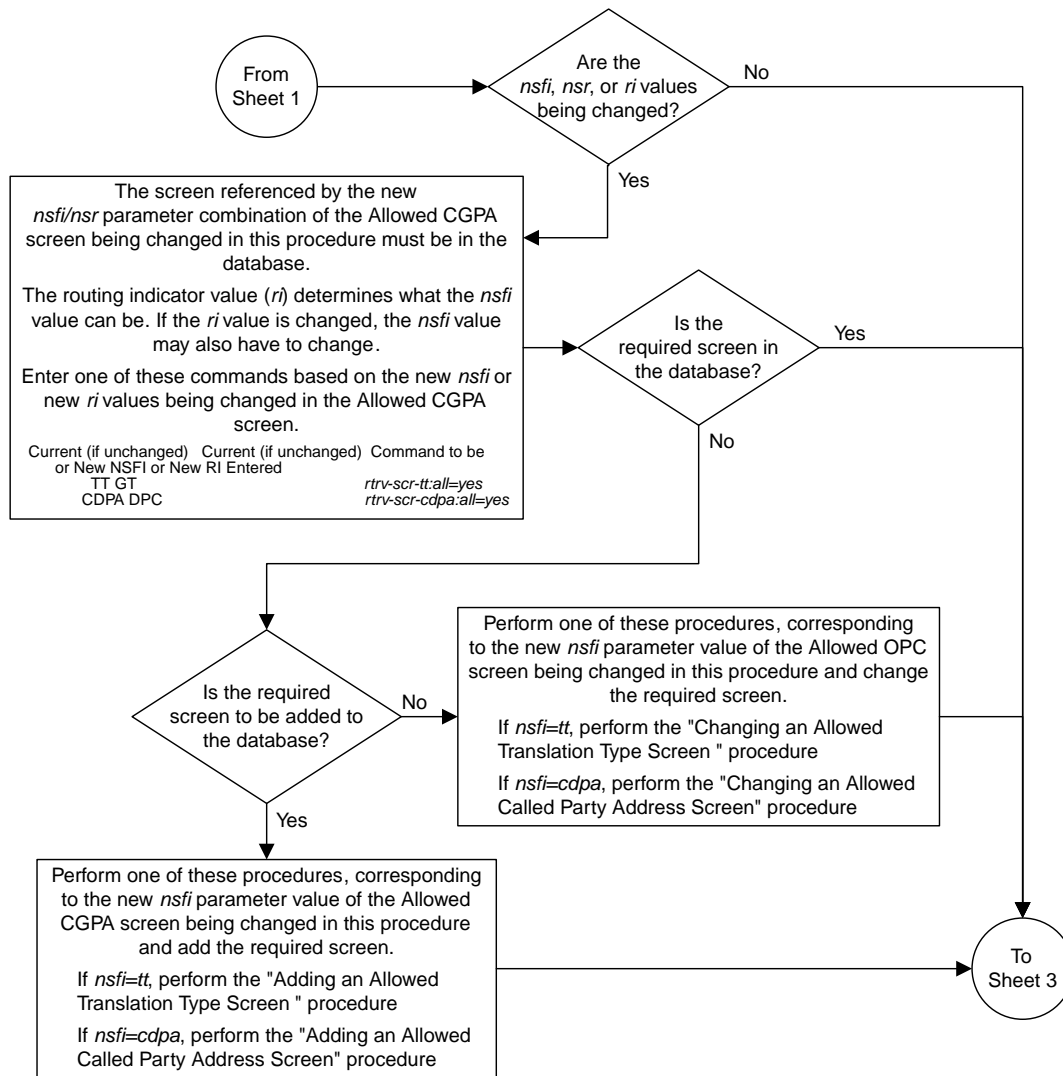 From
Sheet 1
Are the
nsfi, nsr, or ri values
being changed?
No
Yes
The screen referenced by the new
nsfi/nsr parameter combination of the Allowed CGPA
screen being changed in this procedure must be in the
database.
The routing indicator value (ri) determines what the nsfi
value can be. If the ri value is changed, the nsfi value
may also have to change.
Enter one of these commands based on the new nsfi or
new ri values being changed in the Allowed CGPA
screen.
Current (if unchanged) Current (if unchanged) Command to be
or New NSFI or New RI Entered
TT GT rtrv-scr-tt:all=yes
CDPA DPC rtrv-scr-cdpa:all=yes
Is the
required screen in
the database?
Yes
No
Is the required
screen to be added to
the database?
No
Yes
Perform one of these procedures, corresponding
to the new nsfi parameter value of the Allowed OPC
screen being changed in this procedure and change
the required screen.
If nsfi=tt, perform the "Changing an Allowed
Translation Type Screen " procedure
If nsfi=cdpa, perform the "Changing an Allowed
Called Party Address Screen" procedure
Perform one of these procedures, corresponding
to the new nsfi parameter value of the Allowed
CGPA screen being changed in this procedure
and add the required screen.
If nsfi=tt, perform the "Adding an Allowed
Translation Type Screen " procedure
If nsfi=cdpa, perform the "Adding an Allowed
Called Party Address Screen" procedure
To
Sheet 3